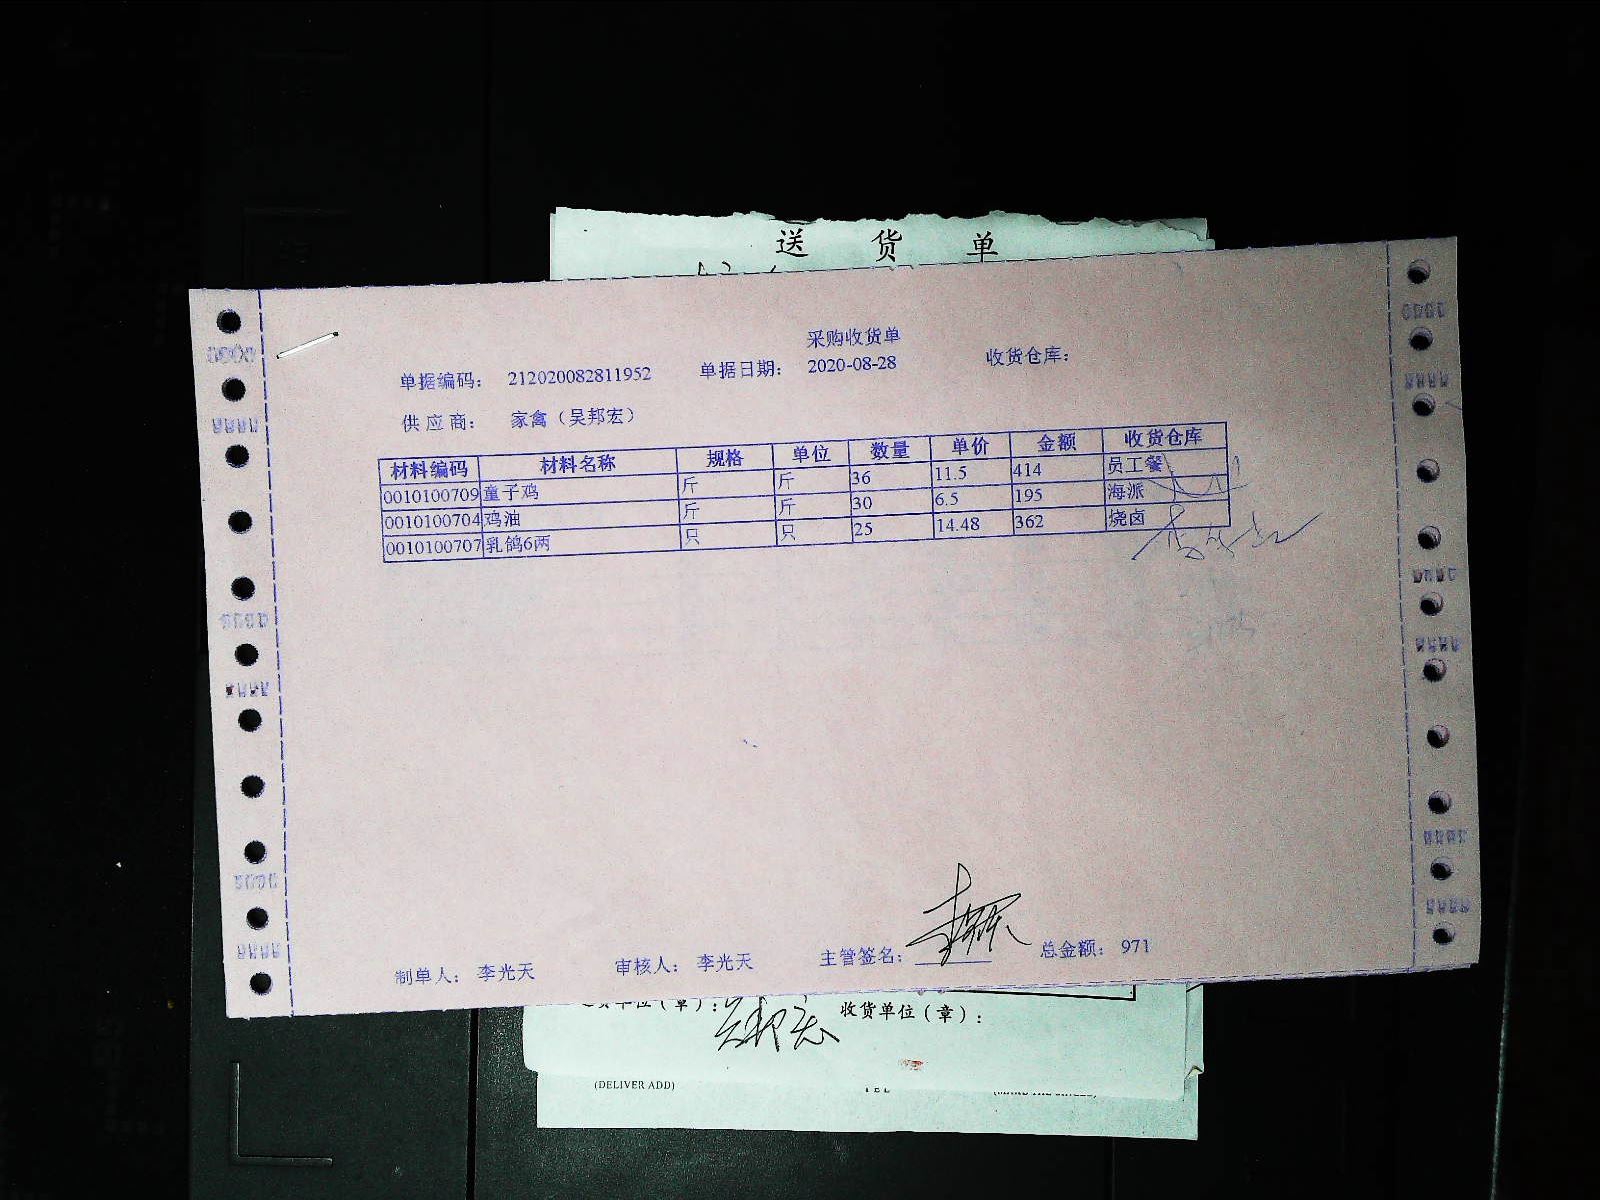 送 货 单
采购收货单
单据编码： 212020082811952 单据日期： 2020-08-28 收货仓库：
供 应 商： 家禽（吴邦宏）
材料编码 材料名称 规格 单位 数量 单价 金额 收货仓库
0010100709 童子鸡 斤 斤 36 11.5 414 员工餐
0010100704 鸡油 斤 斤 30 6.5 195 海派
0010100707 乳鸽6两 只 只 25 14.48 362 烧卤
制单人： 李光天 审核人： 李光天 主管签名： 总金额： 971
货单位（章）： 收货单位（章）：
(DELIVER ADD) TEL